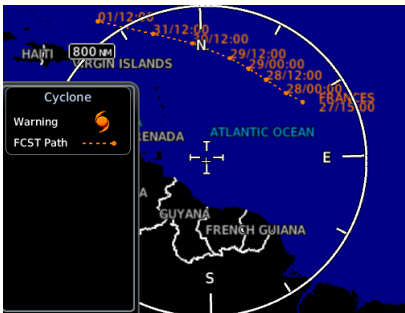 01/12:00
31/12:00
30/12:00
N
HAITI
800 NM
VIRGIN ISLANDS
29/12:00
29/00:00
28/12:00
28/00:00
FRANCES
27/15:00
Cyclone
Warning
FCST Path
RENADA
ATLANTIC OCEAN
E
A
GUYANA
FRENCH GUIANA
S